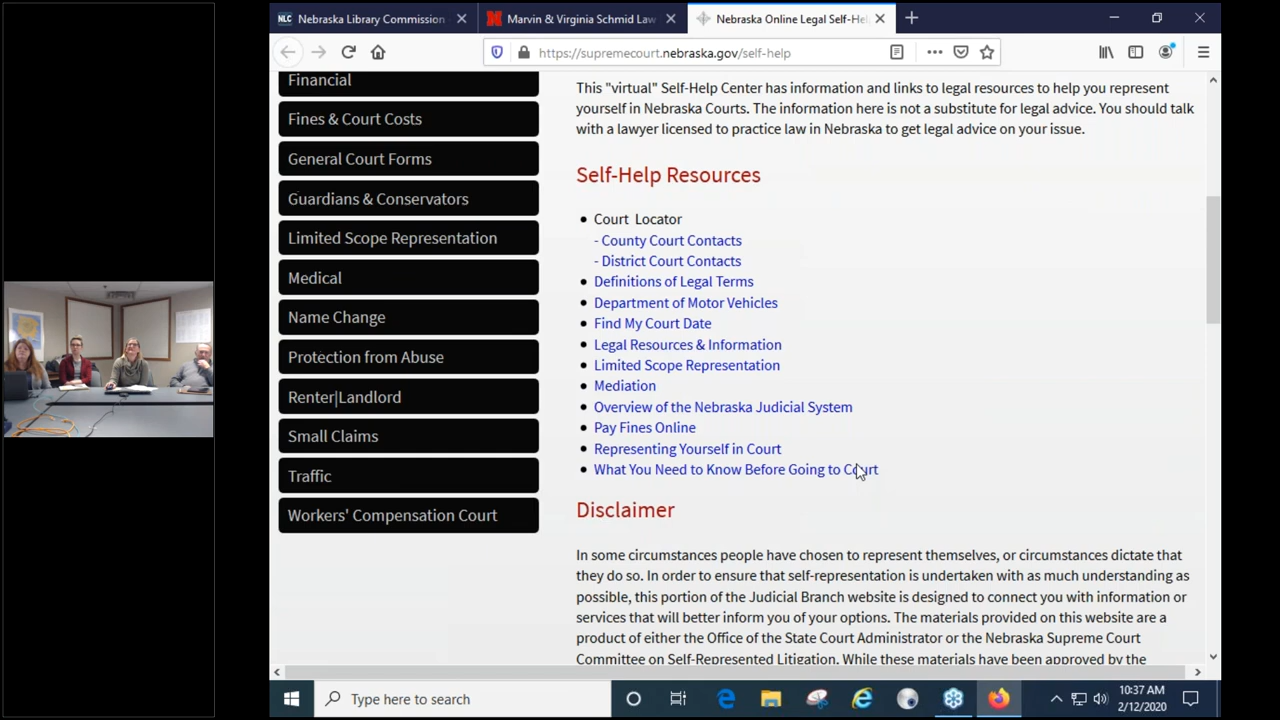 Nebraska Library Commission
Marvin & Virginia Schmid Law
Nebraska Online Legal Self-Hel
https://supremecourt.nebraska.gov/self-help
Financial
Fines & Court Costs
General Court Forms
Guardians & Conservators
Limited Scope Representation
Medical
Name Change
Protection from Abuse
Renter|Landlord
Small Claims
Traffic
Workers' Compensation Court
This "virtual" Self-Help Center has information and links to legal resources to help you represent
yourself in Nebraska Courts. The information here is not a substitute for legal advice. You should talk
with a lawyer licensed to practice law in Nebraska to get legal advice on your issue.
Self-Help Resources
• Court Locator
- County Court Contacts
- District Court Contacts
• Definitions of Legal Terms
• Department of Motor Vehicles
• Find My Court Date
• Legal Resources & Information
• Limited Scope Representation
• Mediation
• Overview of the Nebraska Judicial System
• Pay Fines Online
• Representing Yourself in Court
• What You Need to Know Before Going to Court
Disclaimer
In some circumstances people have chosen to represent themselves, or circumstances dictate that
they do so. In order to ensure that self-representation is undertaken with as much understanding as
possible, this portion of the Judicial Branch website is designed to connect you with information or
services that will better inform you of your options. The materials provided on this website are a
product of either the Office of the State Court Administrator or the Nebraska Supreme Court
Committee on Self-Represented Litigation. While these materials have been approved by the
Type here to search
10:37 AM
2/12/2020